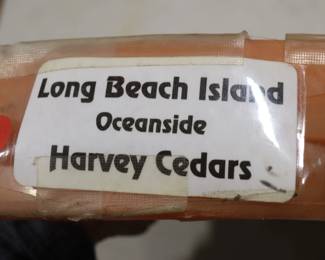 Long Beach Island
Oceanside
Harvey Cedars